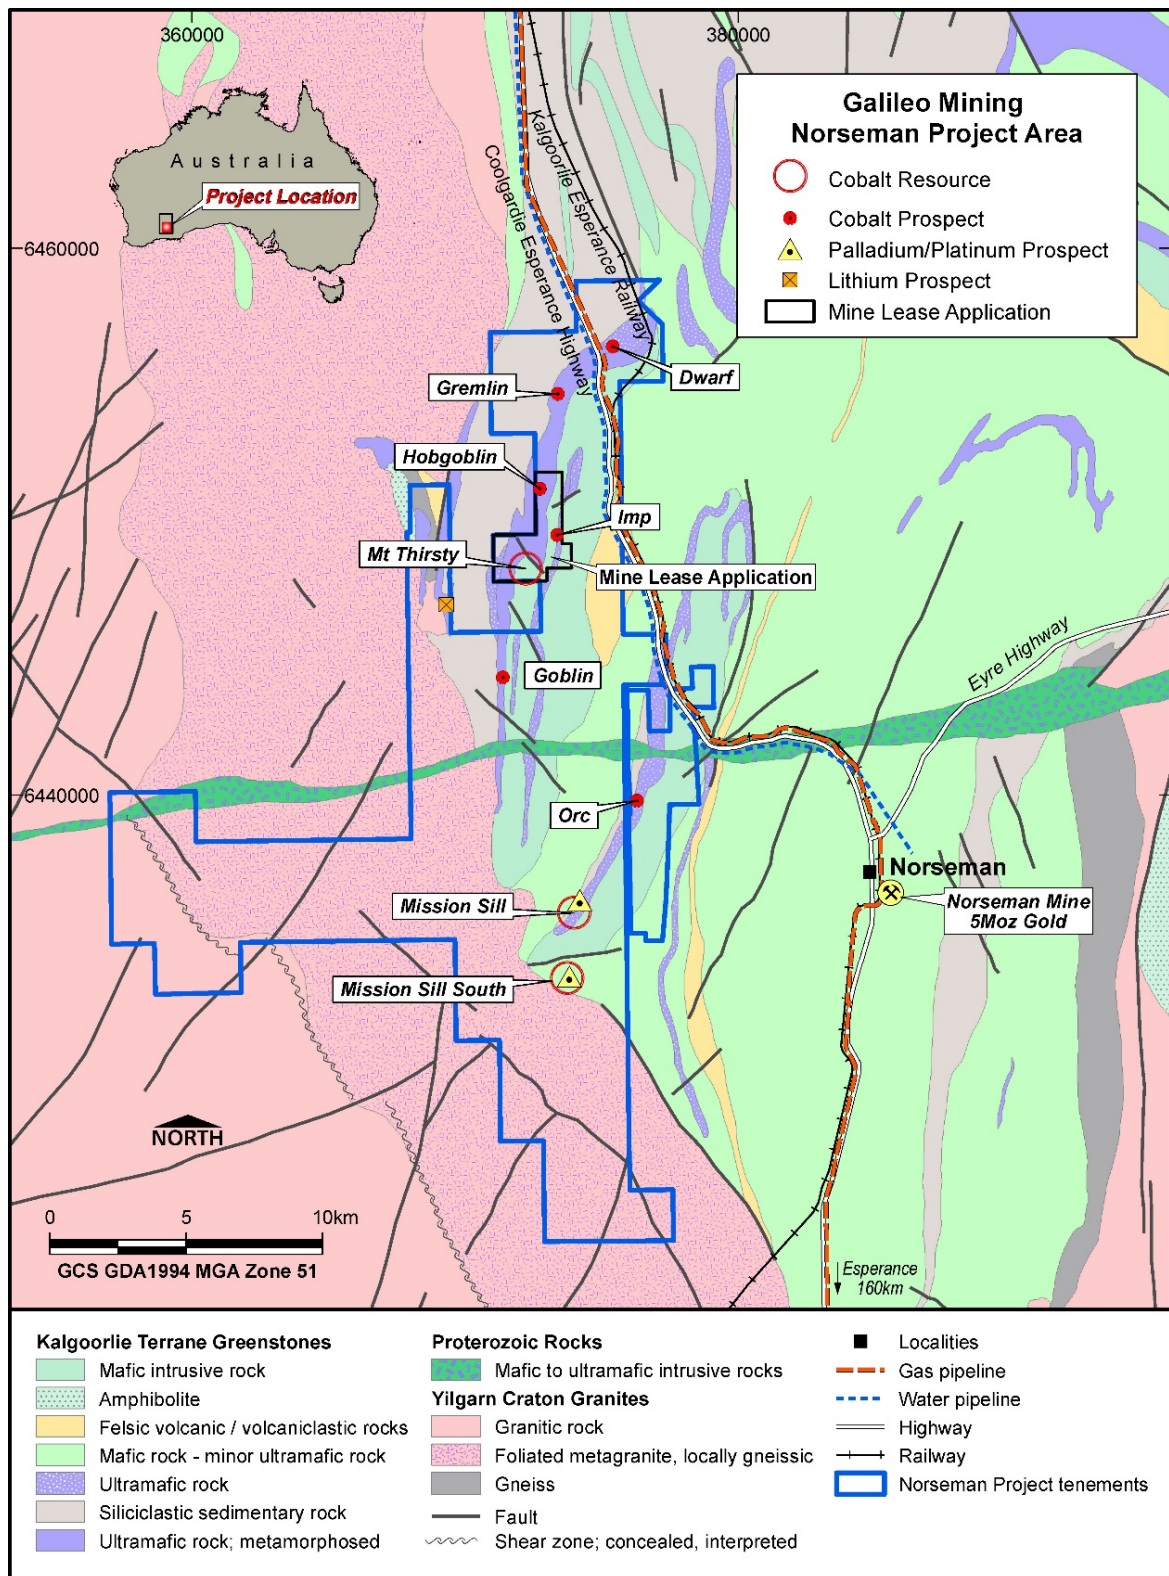 360000
380000
Galileo Mining
Norseman Project Area
Cobalt Resource
Cobalt Prospect
Palladium/Platinum Prospect
Lithium Prospect
Mine Lease Application
Australia
Project Location
6460000
Kalgoorlie Esperance Railway
Coolgardie Esperance Highway
Dwarf
Gremlin
Hobgoblin
Imp
Mt Thirsty
Mine Lease Application
Goblin
Eyre Highway
6440000
Orc
Norseman
Norseman Mine
5Moz Gold
Mission Sill
Mission Sill South
NORTH
0 5 10km
GCS GDA1994 MGA Zone 51
Esperance
160km
Kalgoorlie Terrane Greenstones
Mafic intrusive rock
Amphibolite
Felsic volcanic / volcaniclastic rocks
Mafic rock - minor ultramafic rock
Ultramafic rock
Siliciclastic sedimentary rock
Ultramafic rock; metamorphosed
Proterozoic Rocks
Mafic to ultramafic intrusive rocks
Yilgarn Craton Granites
Granitic rock
Foliated metagranite, locally gneissic
Gneiss
Fault
Shear zone; concealed, interpreted
Localities
Gas pipeline
Water pipeline
Highway
Railway
Norseman Project tenements